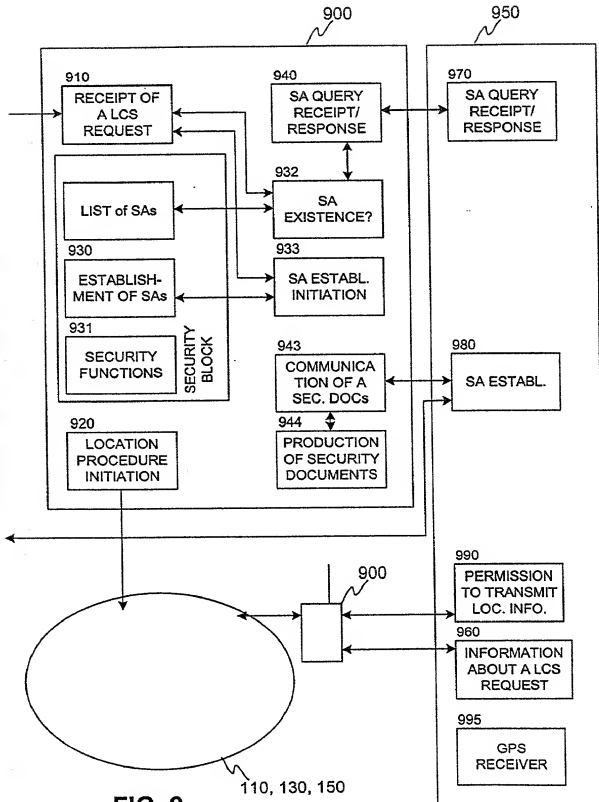 900
950
910
RECEIPT OF
A LCS
REQUEST
940
SA QUERY
RECEIPT/
RESPONSE
970
SA QUERY
RECEIPT/
RESPONSE
LIST of SAs
932
SA
EXISTENCE?
930
ESTABLISH-
MENT OF SAs
933
SA ESTABL.
INITIATION
931
SECURITY
FUNCTIONS
SECURITY
BLOCK
943
COMMUNICA
TION OF A
SEC. DOCs
980
SA ESTABL.
920
LOCATION
PROCEDURE
INITIATION
944
PRODUCTION
OF SECURITY
DOCUMENTS
900
990
PERMISSION
TO TRANSMIT
LOC. INFO.
960
INFORMATION
ABOUT A LCS
REQUEST
995
GPS
RECEIVER
110, 130, 150
FIG. 9